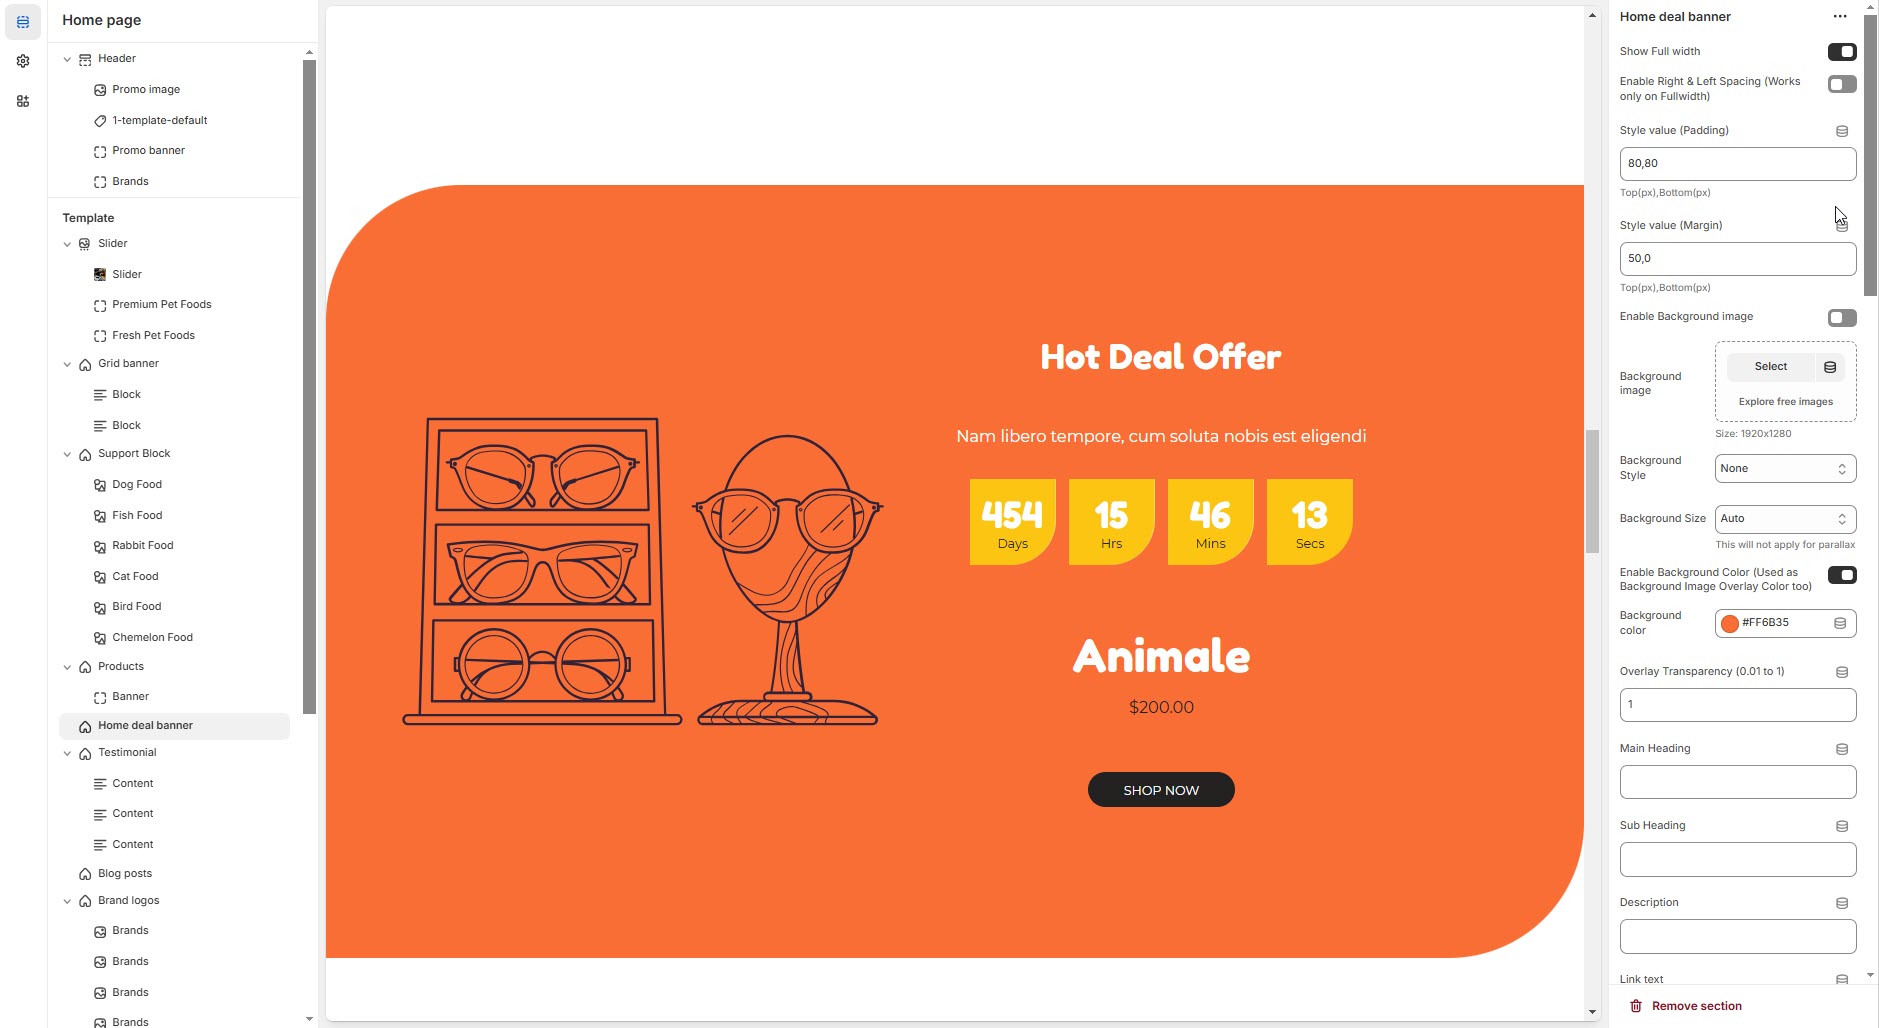 Home page
Header
Promo image
1-template-default
Promo banner
Brands
Template
Slider
Slider
Premium Pet Foods
Fresh Pet Foods
Grid banner
Block
Block
Support Block
Dog Food
Fish Food
Rabbit Food
Cat Food
Bird Food
Chemelon Food
Products
Banner
Home deal banner
Testimonial
Content
Content
Content
Blog posts
Brand logos
Brands
Brands
Brands
Brands
Hot Deal Offer
Nam libero tempore, cum soluta nobis est eligendi
454 15 46 13
Days Hrs Mins Secs
Animale
$200.00
SHOP NOW
Home deal banner
Show Full width
Enable Right & Left Spacing (Works
only on Fullwidth)
Style value (Padding)
80,80
Top(px),Bottom(px)
Style value (Margin)
50,0
Top(px),Bottom(px)
Enable Background image
Background
image
Select
Explore free images
Size: 1920x1280
Background
Style
None
Background Size
Auto
This will not apply for parallax
Enable Background Color (Used as
Background Image Overlay Color too)
Background
color
#FF6B35
Overlay Transparency (0.01 to 1)
1
Main Heading
Sub Heading
Description
Link text
Remove section